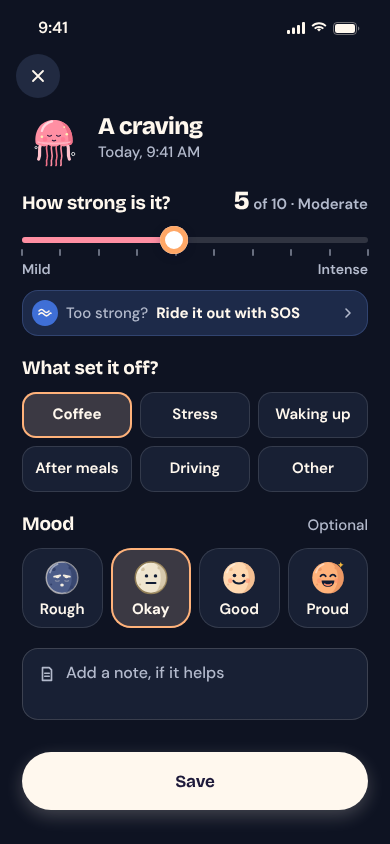 9:41
A craving
Today, 9:41 AM
How strong is it?
5 of 10 · Moderate
Mild
Intense
Too strong? Ride it out with SOS
What set it off?
Coffee
Stress
Waking up
After meals
Driving
Other
Mood
Optional
Rough
Okay
Good
Proud
Add a note, if it helps
Save